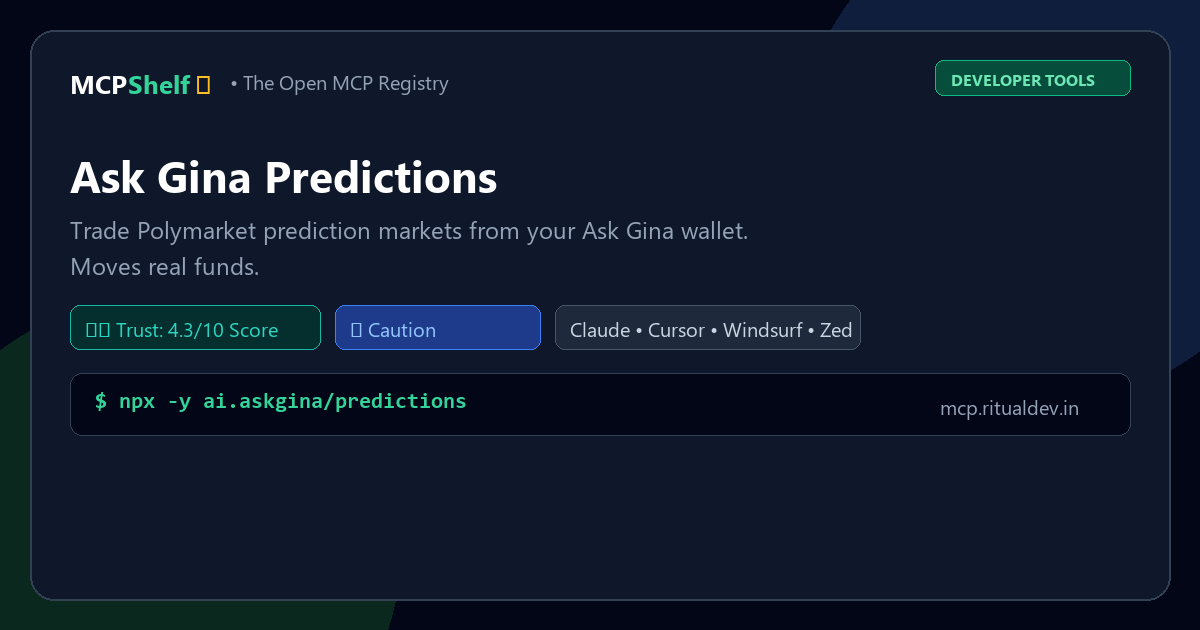 MCPShelf • The Open MCP Registry
DEVELOPER TOOLS
Ask Gina Predictions
Trade Polymarket prediction markets from your Ask Gina wallet.
Moves real funds.
Trust: 4.3/10 Score
Caution
Claude • Cursor • Windsurf • Zed
$ npx -y ai.askgina/predictions
mcp.ritualdev.in